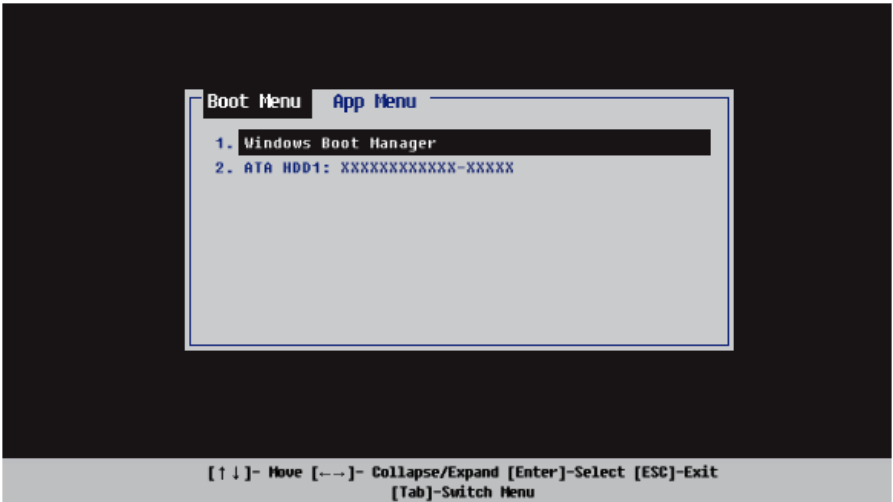 Boot Menu App Menu
1. Windows Boot Manager
2. ATA HDD1: XXXXXXXXXXXX-XXXXX
[↑↓]- Move [←→]- Collapse/Expand [Enter]-Select [ESC]-Exit
[Tab]-Switch Menu